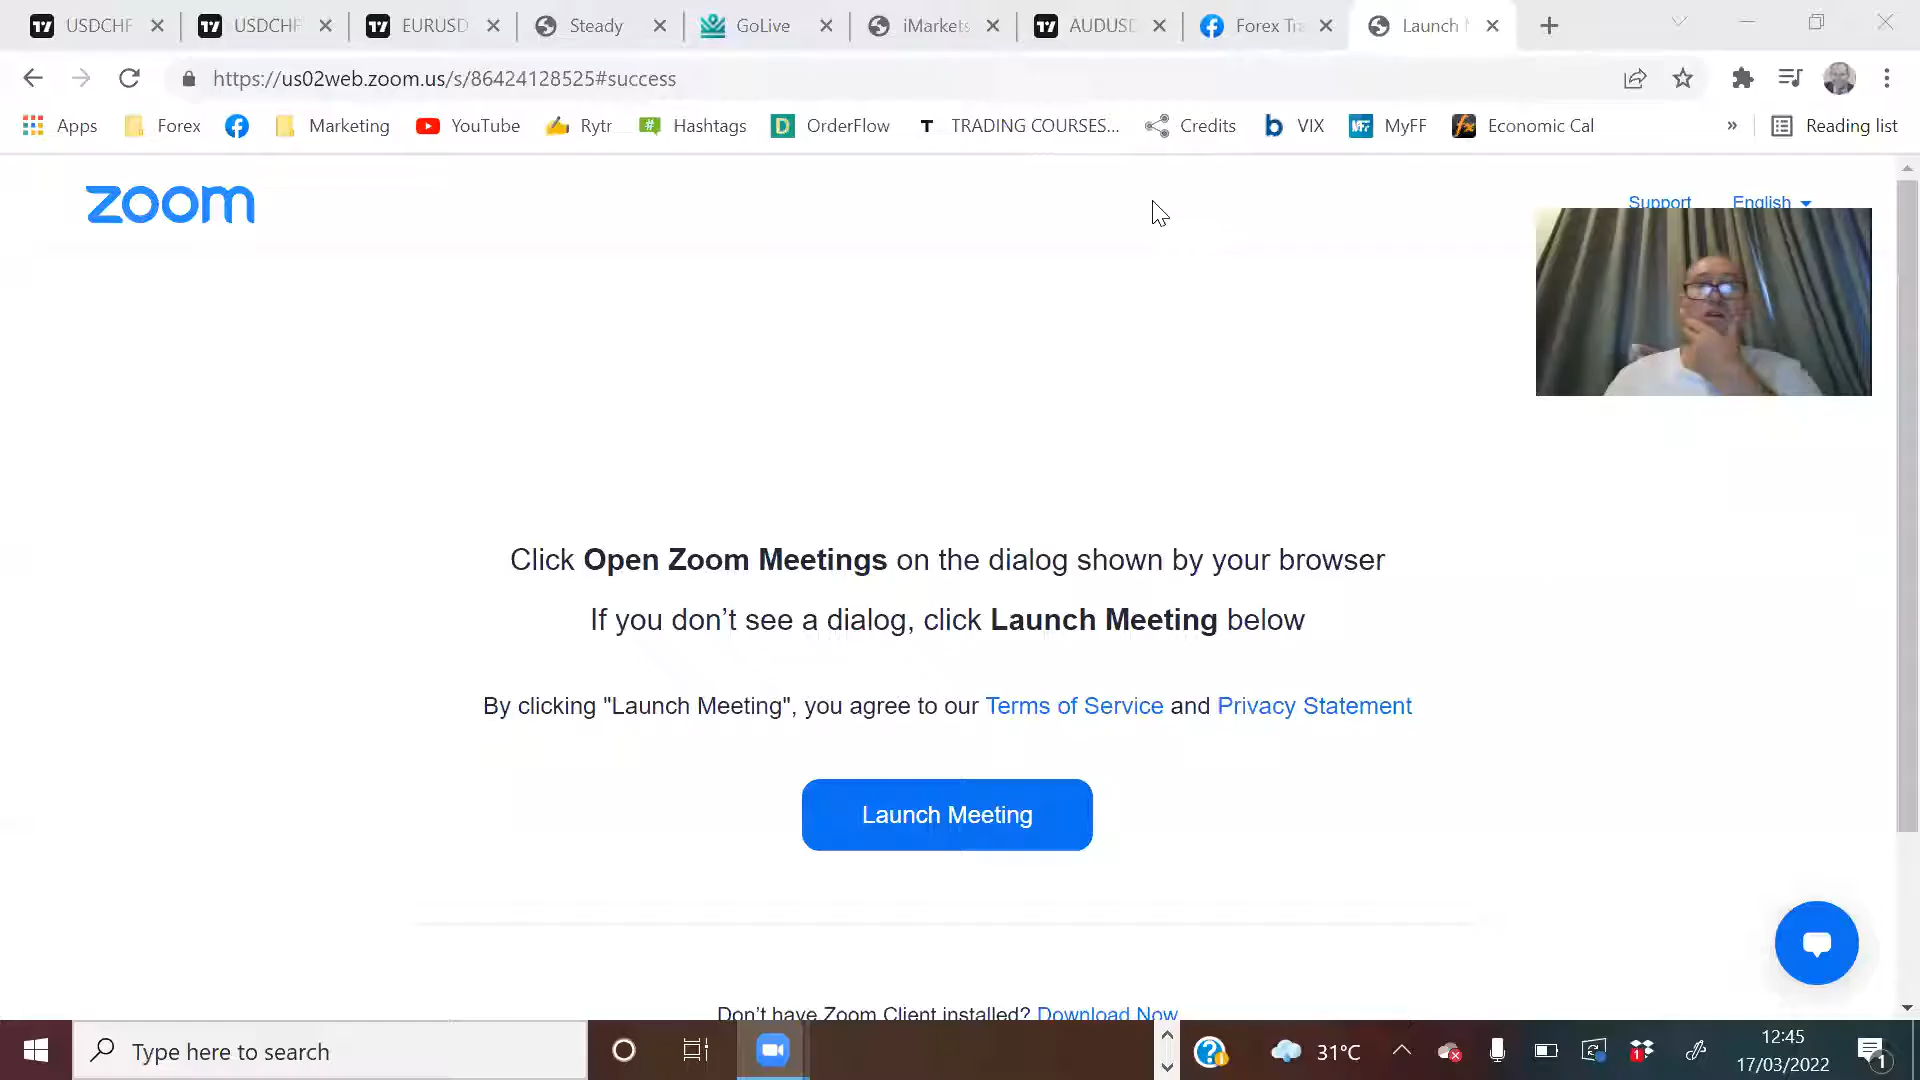 USDCHF
USDCHF
EURUSD
Steady
GoLive
iMarkets
AUDUSD
Forex Tra
Launch M
https://us02web.zoom.us/s/86424128525#success
Apps
Forex
Marketing
YouTube
Rytr
Hashtags
OrderFlow
TRADING COURSES...
Credits
VIX
MyFF
Economic Cal
»
Reading list
zoom
Support
English
Click Open Zoom Meetings on the dialog shown by your browser
If you don’t see a dialog, click Launch Meeting below
By clicking "Launch Meeting", you agree to our Terms of Service and Privacy Statement
Launch Meeting
Don’t have Zoom Client installed? Download Now
Type here to search
31°C
1
12:45
17/03/2022
1